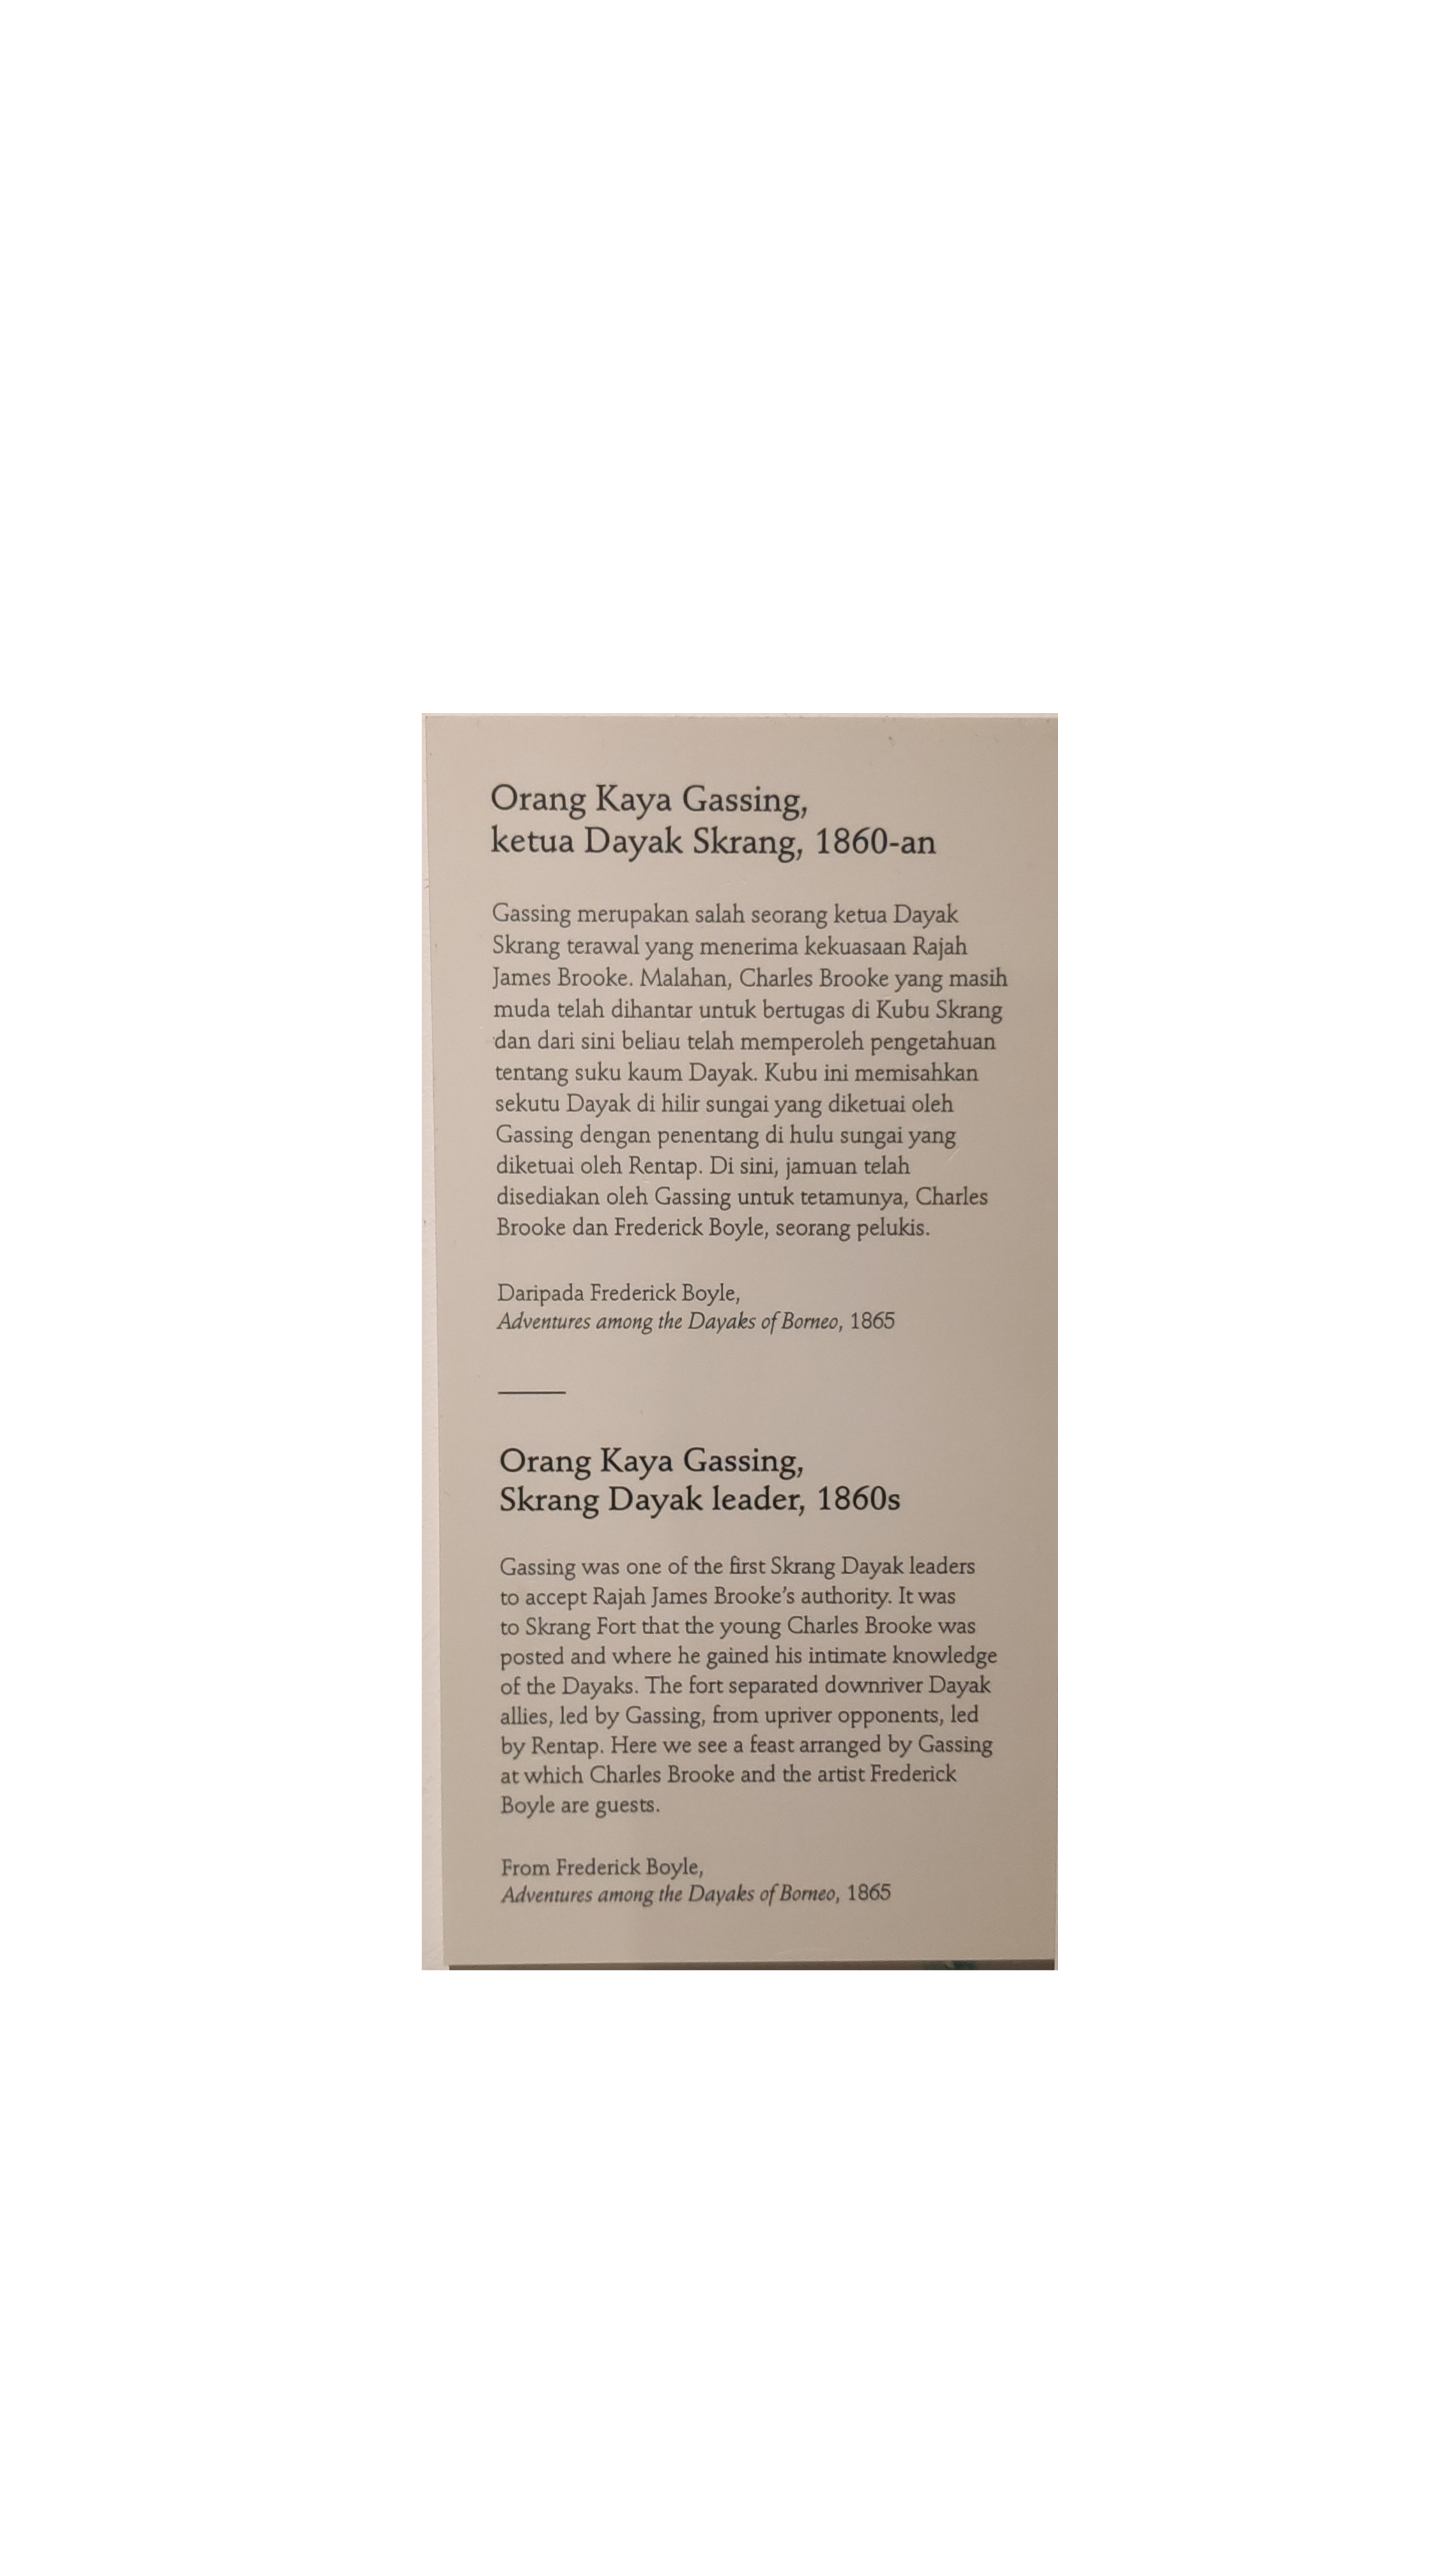 Orang Kaya Gassing,
ketua Dayak Skrang, 1860-an
Gassing merupakan salah seorang ketua Dayak
Skrang terawal yang menerima kekuasaan Rajah
James Brooke. Malahan, Charles Brooke yang masih
muda telah dihantar untuk bertugas di Kubu Skrang
dan dari sini beliau telah memperoleh pengetahuan
tentang suku kaum Dayak. Kubu ini memisahkan
sekutu Dayak di hilir sungai yang diketuai oleh
Gassing dengan penentang di hulu sungai yang
diketuai oleh Rentap. Di sini, jamuan telah
disediakan oleh Gassing untuk tetamunya, Charles
Brooke dan Frederick Boyle, seorang pelukis.
Daripada Frederick Boyle,
Adventures among the Dayaks of Borneo, 1865
Orang Kaya Gassing,
Skrang Dayak leader, 1860s
Gassing was one of the first Skrang Dayak leaders
to accept Rajah James Brooke’s authority. It was
to Skrang Fort that the young Charles Brooke was
posted and where he gained his intimate knowledge
of the Dayaks. The fort separated downriver Dayak
allies, led by Gassing, from upriver opponents, led
by Rentap. Here we see a feast arranged by Gassing
at which Charles Brooke and the artist Frederick
Boyle are guests.
From Frederick Boyle,
Adventures among the Dayaks of Borneo, 1865